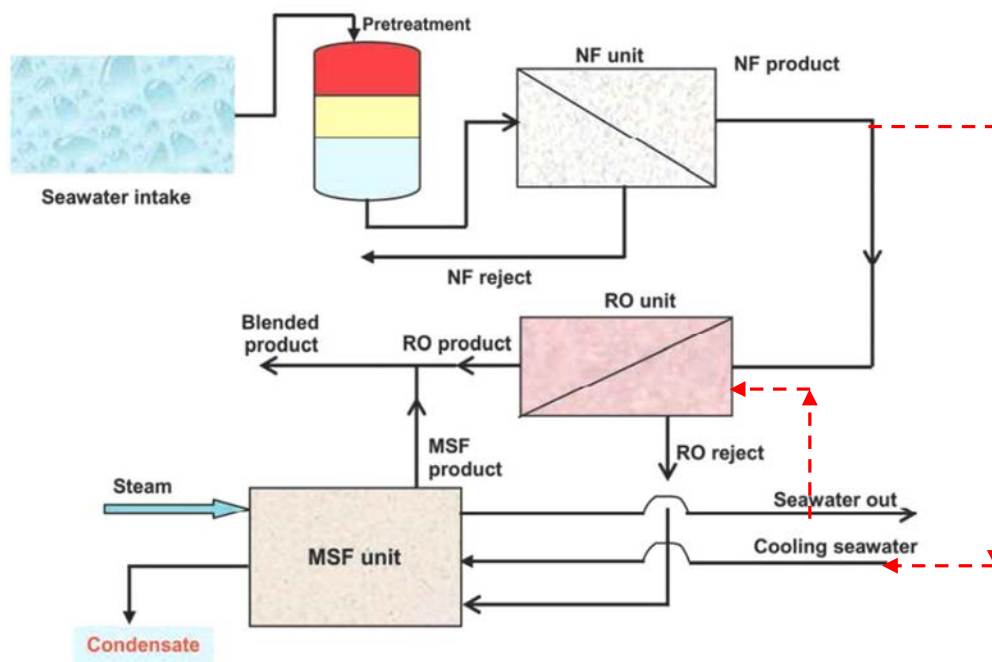 Pretreatment
NF unit
NF product
Seawater intake
NF reject
RO unit
Blended
product
RO product
MSF
product
RO reject
Steam
Seawater out
MSF unit
Cooling seawater
Condensate